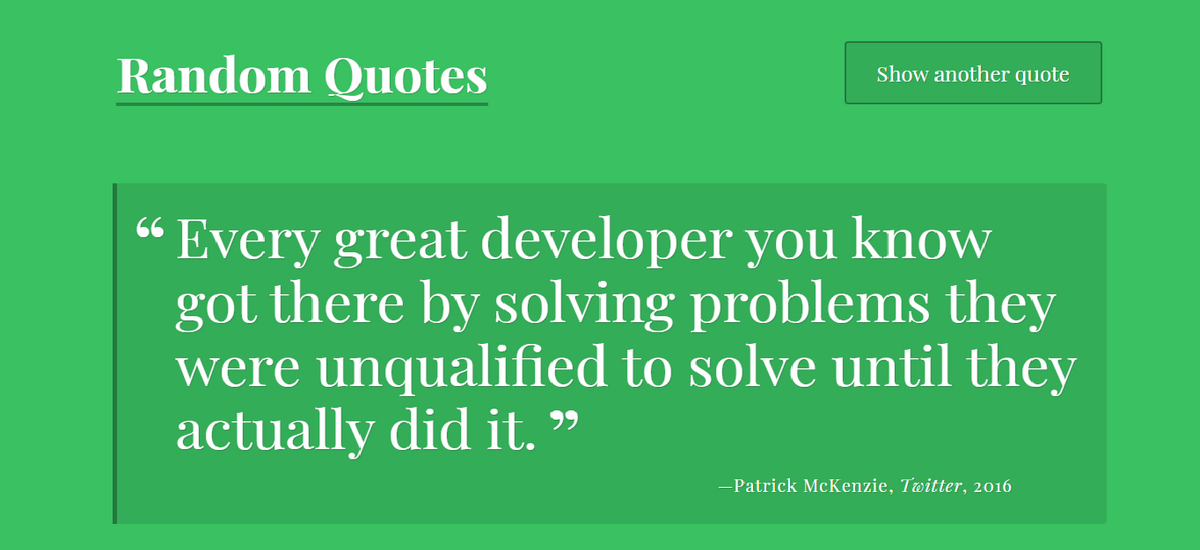 Random Quotes
Show another quote
“ Every great developer you know
got there by solving problems they
were unqualified to solve until they
actually did it. ”
—Patrick McKenzie, Twitter, 2016